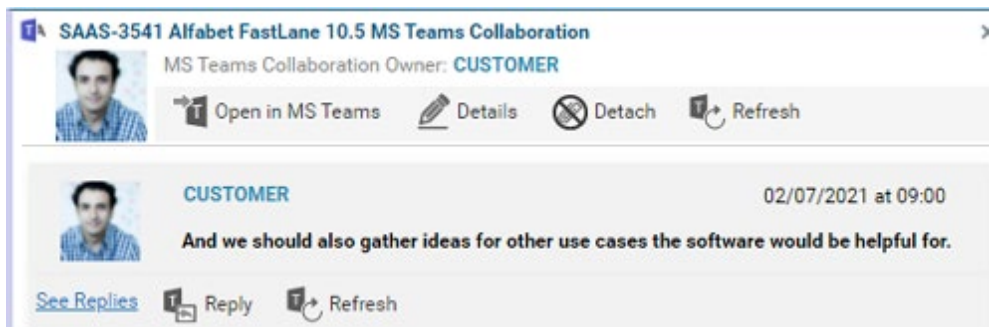 SAAS-3541 Alfabet FastLane 10.5 MS Teams Collaboration
MS Teams Collaboration Owner: CUSTOMER
Open in MS Teams Details Detach Refresh
CUSTOMER 02/07/2021 at 09:00
And we should also gather ideas for other use cases the software would be helpful for.
See Replies Reply Refresh